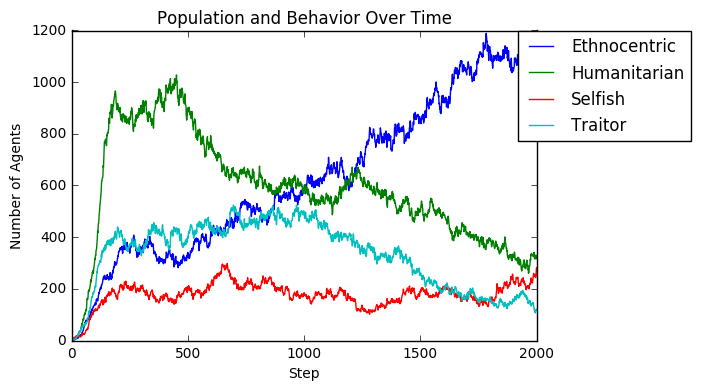 Population and Behavior Over Time
Number of Agents
1200
1000
800
600
400
200
0
0 500 1000 1500 2000
Step
Ethnocentric
Humanitarian
Selfish
Traitor